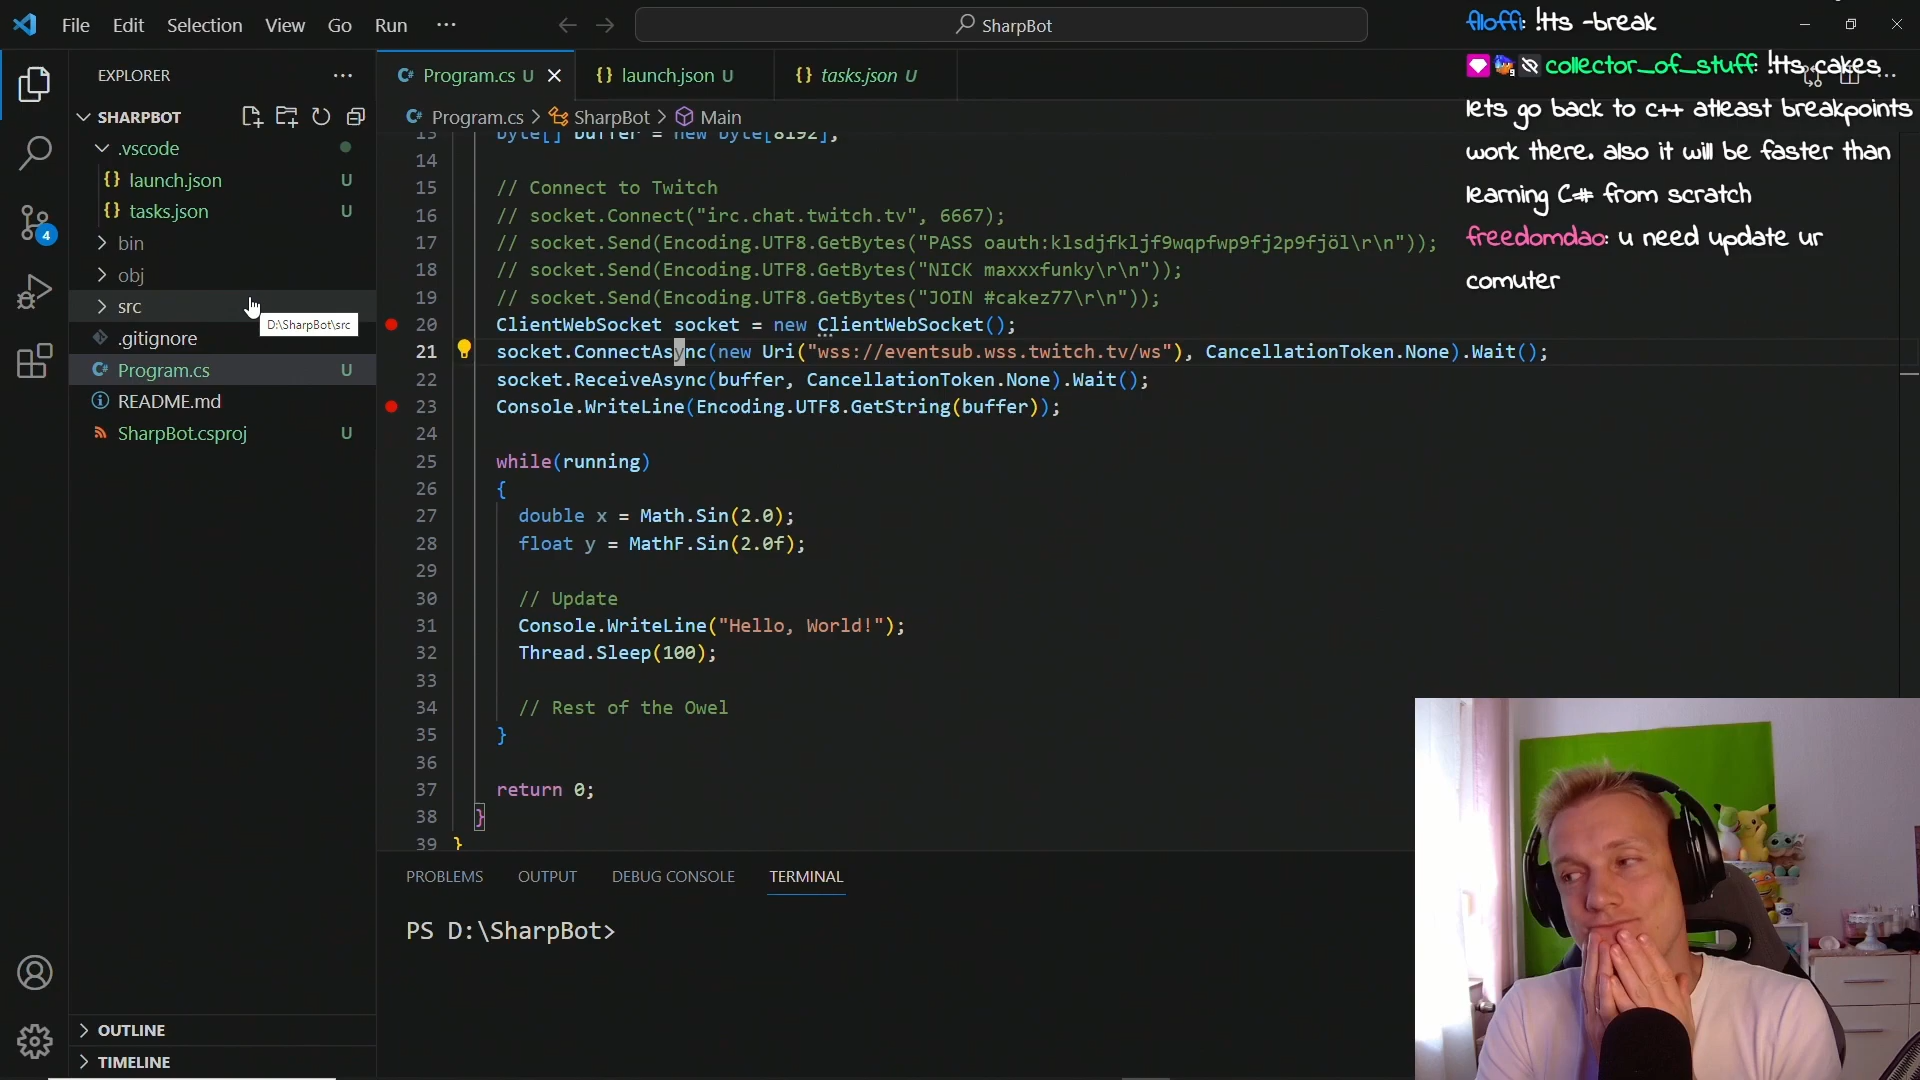 File Edit Selection View Go Run ···
SharpBot
EXPLORER
SHARPBOT
.vscode
{} launch.json U
{} tasks.json U
bin
obj
src
D:\SharpBot\src
.gitignore
C# Program.cs U
README.md
SharpBot.csproj U
4
OUTLINE
TIMELINE
C# Program.cs U
{} launch.json U
{} tasks.json U
C# Program.cs > SharpBot > Main
13 byte[] buffer = new byte[8192];
14
15 // Connect to Twitch
16 // socket.Connect("irc.chat.twitch.tv", 6667);
17 // socket.Send(Encoding.UTF8.GetBytes("PASS oauth:klsdjfkljf9wqpfwp9fj2p9fjöl\r\n"));
18 // socket.Send(Encoding.UTF8.GetBytes("NICK maxxxfunky\r\n"));
19 // socket.Send(Encoding.UTF8.GetBytes("JOIN #cakez77\r\n"));
20 ClientWebSocket socket = new ClientWebSocket();
21 socket.ConnectAsync(new Uri("wss://eventsub.wss.twitch.tv/ws"), CancellationToken.None).Wait();
22 socket.ReceiveAsync(buffer, CancellationToken.None).Wait();
23 Console.WriteLine(Encoding.UTF8.GetString(buffer));
24
25 while(running)
26 {
27 double x = Math.Sin(2.0);
28 float y = MathF.Sin(2.0f);
29
30 // Update
31 Console.WriteLine("Hello, World!");
32 Thread.Sleep(100);
33
34 // Rest of the Owel
35 }
36
37 return 0;
38 }
39 }
PROBLEMS OUTPUT DEBUG CONSOLE TERMINAL
PS D:\SharpBot>
filoffi: !tts -break
collector_of_stuff: !tts cakes
lets go back to c++ atleast breakpoints
work there. also it will be faster than
learning C# from scratch
freedomdao: u need update ur
comuter